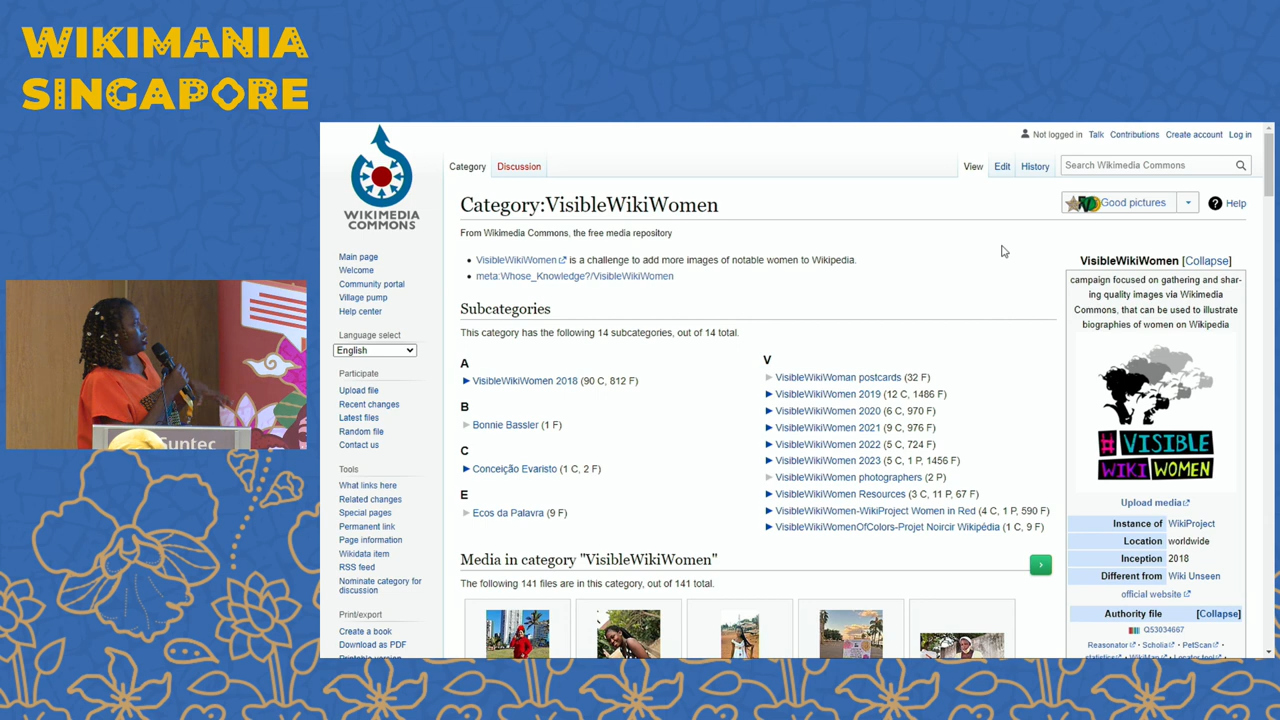 WIKIMANIA
SINGAPORE
WIKIMEDIA
COMMONS
Not logged in Talk Contributions Create account Log in
Category Discussion View Edit History Search Wikimedia Commons
Category:VisibleWikiWomen
Good pictures Help
From Wikimedia Commons, the free media repository
VisibleWikiWomen is a challenge to add more images of notable women to Wikipedia.
meta:Whose_Knowledge?/VisibleWikiWomen
Subcategories
This category has the following 14 subcategories, out of 14 total.
A
VisibleWikiWomen 2018 (90 C, 812 F)
B
Bonnie Bassler (1 F)
C
Conceição Evaristo (1 C, 2 F)
E
Ecos da Palavra (9 F)
V
VisibleWikiWoman postcards (32 F)
VisibleWikiWomen 2019 (12 C, 1486 F)
VisibleWikiWomen 2020 (6 C, 970 F)
VisibleWikiWomen 2021 (9 C, 976 F)
VisibleWikiWomen 2022 (5 C, 724 F)
VisibleWikiWomen 2023 (5 C, 1 P, 1456 F)
VisibleWikiWomen photographers (2 P)
VisibleWikiWomen Resources (3 C, 11 P, 67 F)
VisibleWikiWomen-WikiProject Women in Red (4 C, 1 P, 590 F)
VisibleWikiWomenOfColors-Projet Noircir Wikipédia (1 C, 9 F)
Media in category "VisibleWikiWomen"
The following 141 files are in this category, out of 141 total.
Main page
Welcome
Community portal
Village pump
Help center
Language select
English
Participate
Upload file
Recent changes
Latest files
Random file
Contact us
Tools
What links here
Related changes
Special pages
Permanent link
Page information
Wikidata item
RSS feed
Nominate category for
discussion
Print/export
Create a book
Download as PDF
Printable version
VisibleWikiWomen [Collapse]
campaign focused on gathering and shar-
ing quality images via Wikimedia
Commons, that can be used to illustrate
biographies of women on Wikipedia
# VISIBLE
WIKI WOMEN
Upload media
Instance of WikiProject
Location worldwide
Inception 2018
Different from Wiki Unseen
official website
Authority file [Collapse]
Q53034667
Reasonator • Scholia • PetScan •
statistics • WikiMap • Locator tool •
suntec